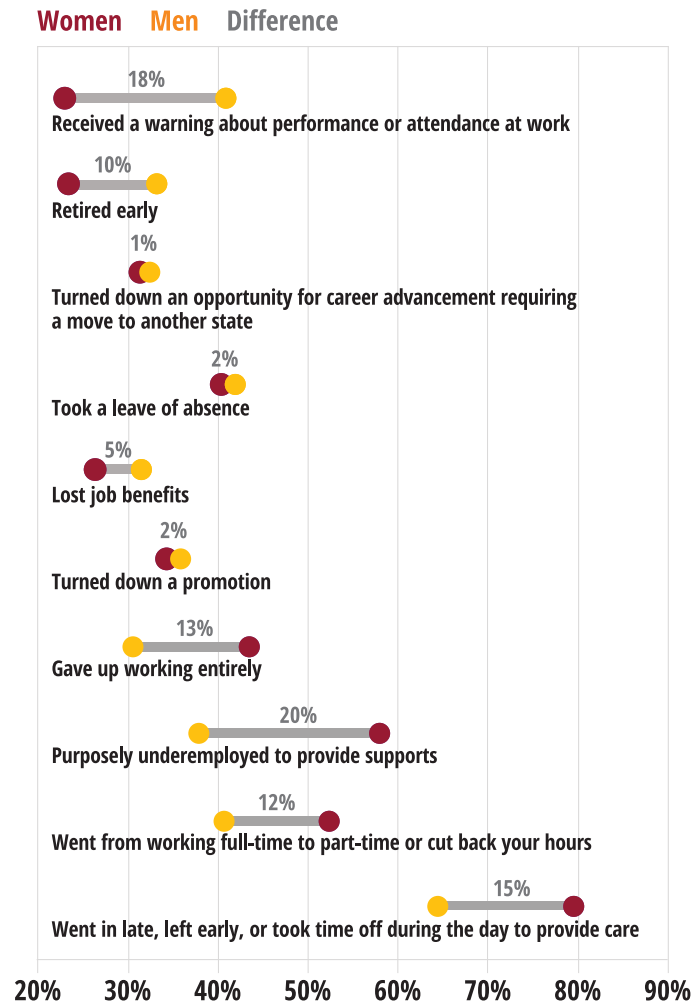 Women Men Difference
18%
Received a warning about performance or attendance at work
10%
Retired early
1%
Turned down an opportunity for career advancement requiring
a move to another state
2%
Took a leave of absence
5%
Lost job benefits
2%
Turned down a promotion
13%
Gave up working entirely
20%
Purposely underemployed to provide supports
12%
Went from working full-time to part-time or cut back your hours
15%
Went in late, left early, or took time off during the day to provide care
20% 30% 40% 50% 60% 70% 80% 90%